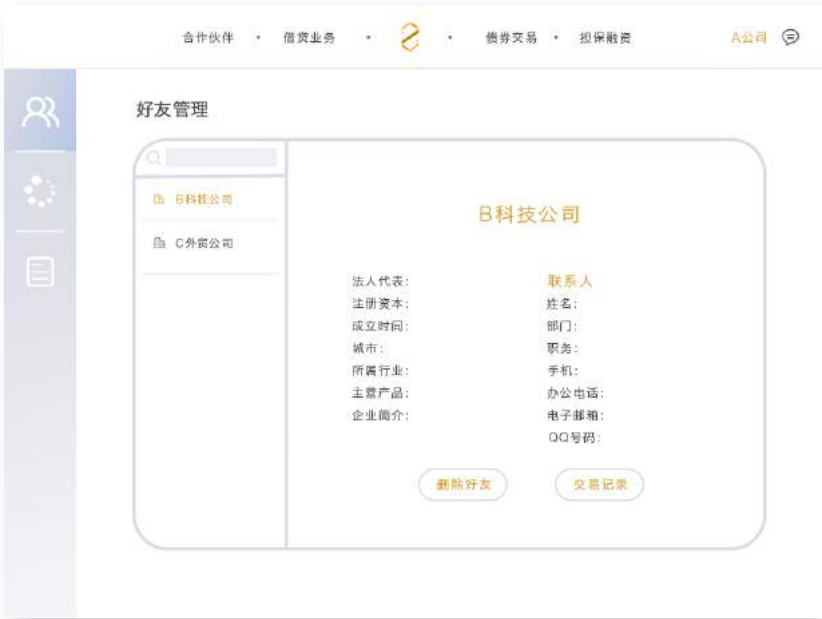 合作伙伴 · 借贷业务 · · 债券交易 · 担保融资 A公司
好友管理
B科技公司
C外贸公司
B科技公司
法人代表:
注册资本:
成立时间:
城市:
所属行业:
主营产品:
企业简介:
联系人
姓名:
部门:
职务:
手机:
办公电话:
电子邮箱:
QQ号码:
删除好友
交易记录